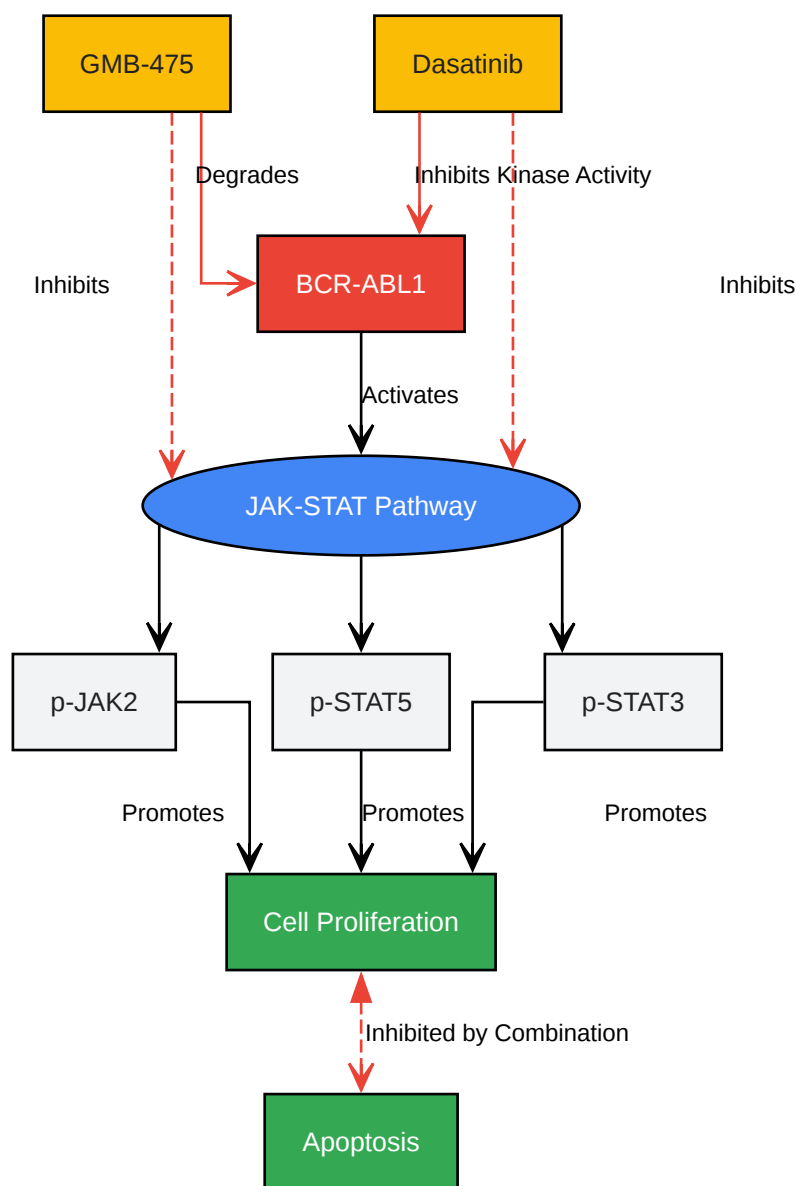 GMB-475
Dasatinib
Degrades
Inhibits Kinase Activity
Inhibits
BCR-ABL1
Inhibits
Activates
JAK-STAT Pathway
p-JAK2
p-STAT5
p-STAT3
Promotes
Promotes
Promotes
Cell Proliferation
Inhibited by Combination
Apoptosis